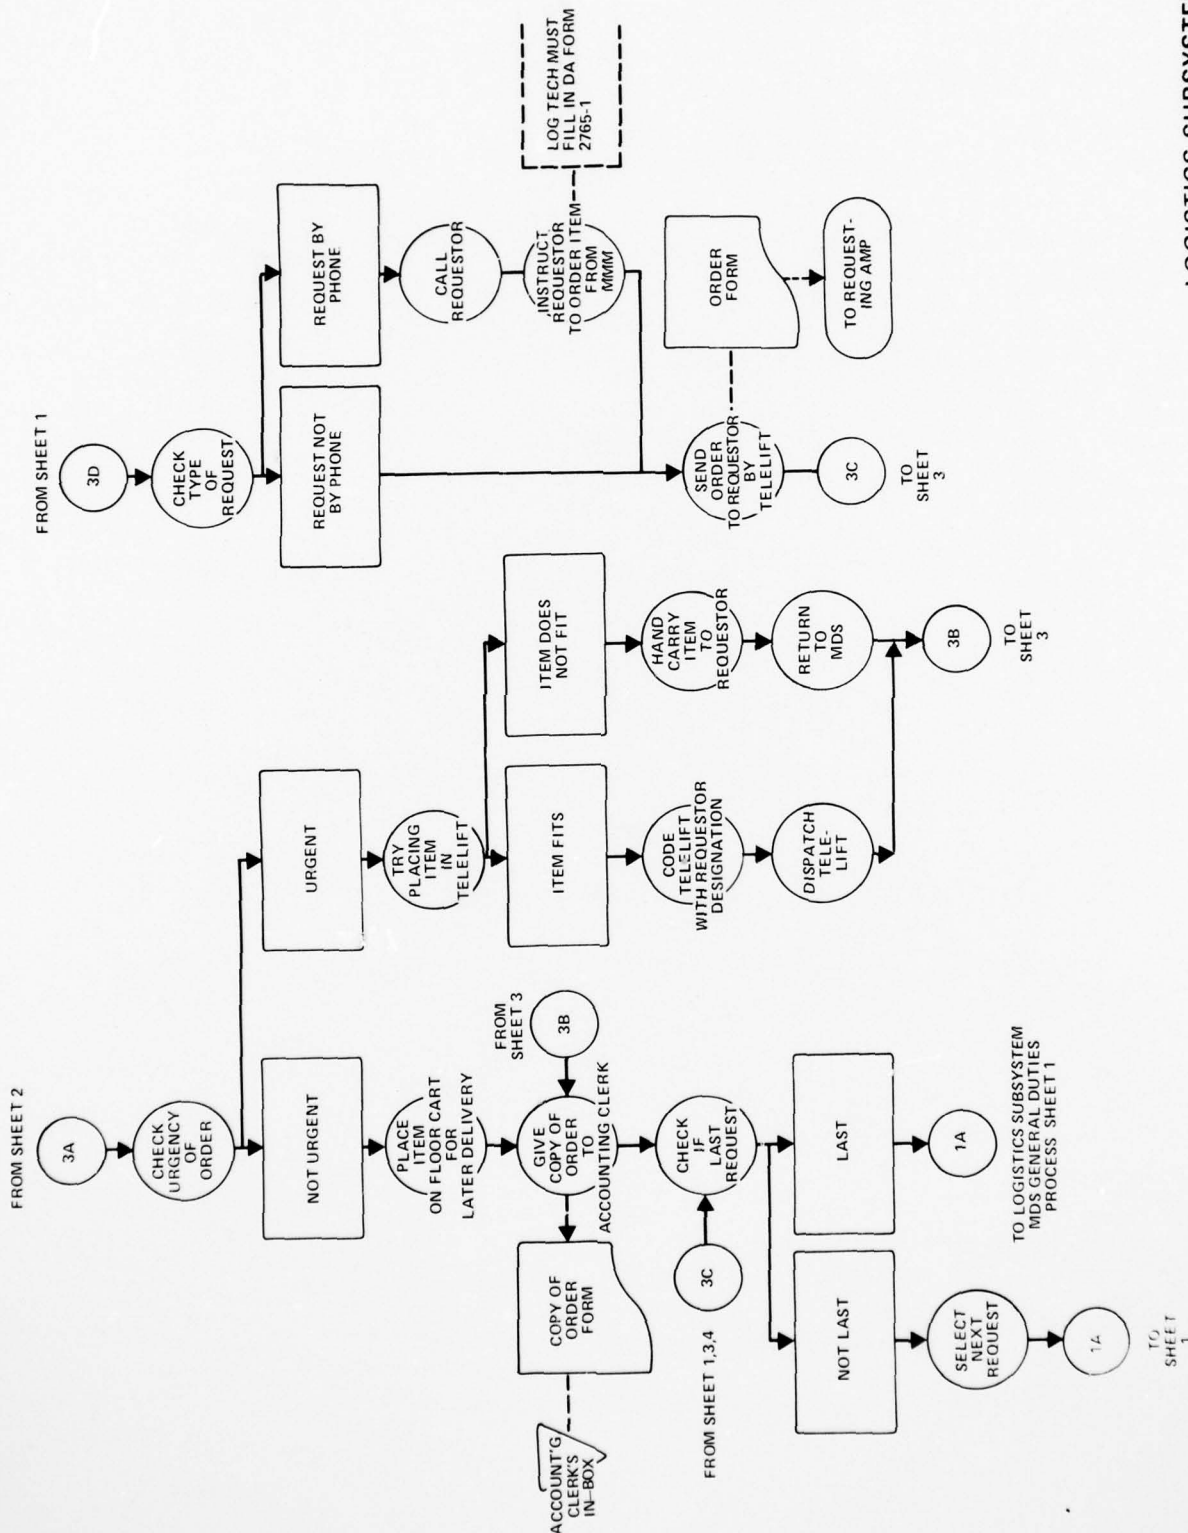 FROM SHEET 2
3A
CHECK
URGENCY
OF
ORDER
NOT URGENT
URGENT
PLACE
ITEM
ON FLOOR CART
FOR
LATER DELIVERY
TRY
PLACING
ITEM
IN
TELELIFT
ITEM FITS
ITEM DOES
NOT FIT
CODE
TELELIFT
WITH REQUESTOR
DESIGNATION
HAND
CARRY
ITEM
TO
REQUESTOR
DISPATCH
TELE-
LIFT
RETURN
TO
MDS
3B
TO
SHEET
3
FROM
SHEET 3
3B
GIVE
COPY OF
ORDER
TO
ACCOUNTING CLERK
COPY OF
ORDER
FORM
ACCOUNT'G
CLERK'S
IN-BOX
CHECK
IF
LAST
REQUEST
3C
FROM SHEET 1,3,4
NOT LAST
LAST
SELECT
NEXT
REQUEST
1A
TO
SHEET
1
1A
TO LOGISTICS SUBSYSTEM
MDS GENERAL DUTIES
PROCESS SHEET 1
FROM SHEET 1
3D
CHECK
TYPE
OF
REQUEST
REQUEST NOT
BY PHONE
REQUEST BY
PHONE
CALL
REQUESTOR
INSTRUCT
REQUESTOR
TO ORDER ITEM
FROM
MMM
LOG TECH MUST
FILL IN DA FORM
2765-1
SEND
ORDER
TO REQUESTOR
BY
TELELIFT
ORDER
FORM
TO REQUEST-
ING AMP
3C
TO
SHEET
3